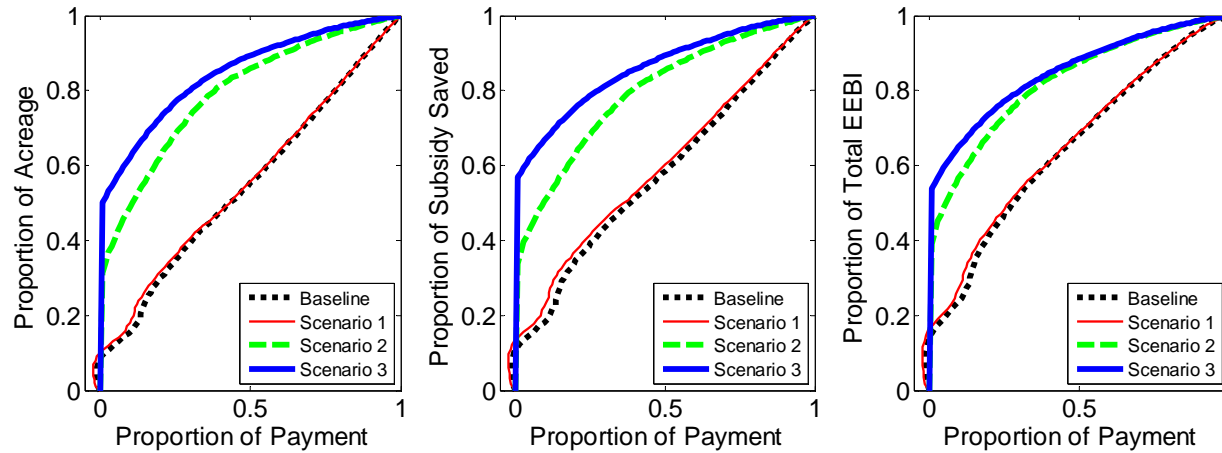 Proportion of Acreage
1
0.8
0.6
0.4
0.2
0
0
0.5
1
Proportion of Payment
Baseline
Scenario 1
Scenario 2
Scenario 3
Proportion of Subsidy Saved
1
0.8
0.6
0.4
0.2
0
0
0.5
1
Proportion of Payment
Baseline
Scenario 1
Scenario 2
Scenario 3
Proportion of Total EEBI
1
0.8
0.6
0.4
0.2
0
0
0.5
Proportion of Payment
Baseline
Scenario 1
Scenario 2
Scenario 3